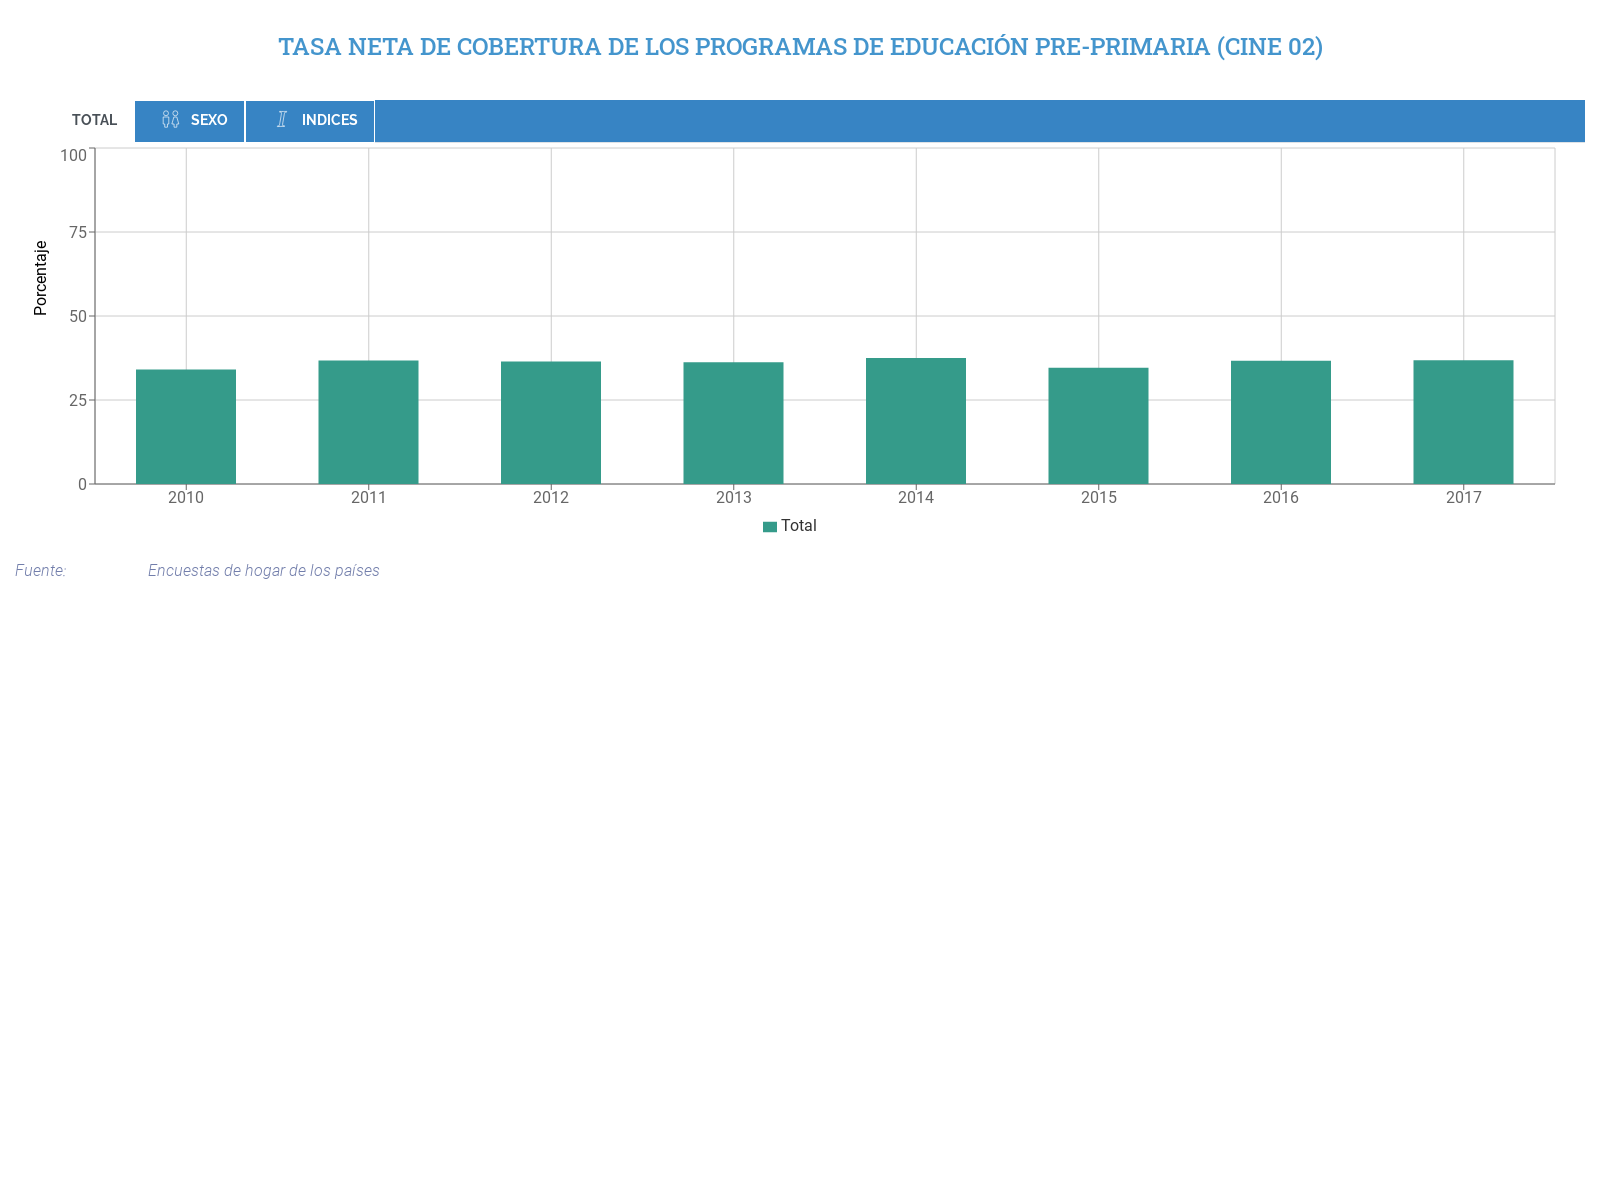 TASA NETA DE COBERTURA DE LOS PROGRAMAS DE EDUCACIÓN PRE-PRIMARIA (CINE 02)
TOTAL SEXO INDICES
Porcentaje
100
75
50
25
0
2010 2011 2012 2013 2014 2015 2016 2017
Total
Fuente: Encuestas de hogar de los países